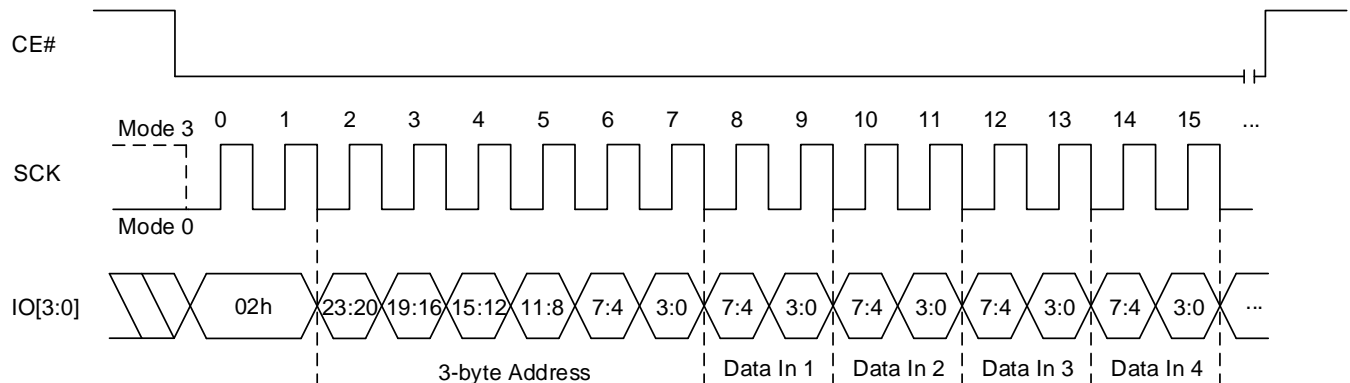 CE#
Mode 3 0 1 2 3 4 5 6 7 8 9 10 11 12 13 14 15 ...
SCK
Mode 0
IO[3:0] 02h 23:20 19:16 15:12 11:8 7:4 3:0 7:4 3:0 7:4 3:0 7:4 3:0 7:4 3:0 ...
3-byte Address Data In 1 Data In 2 Data In 3 Data In 4